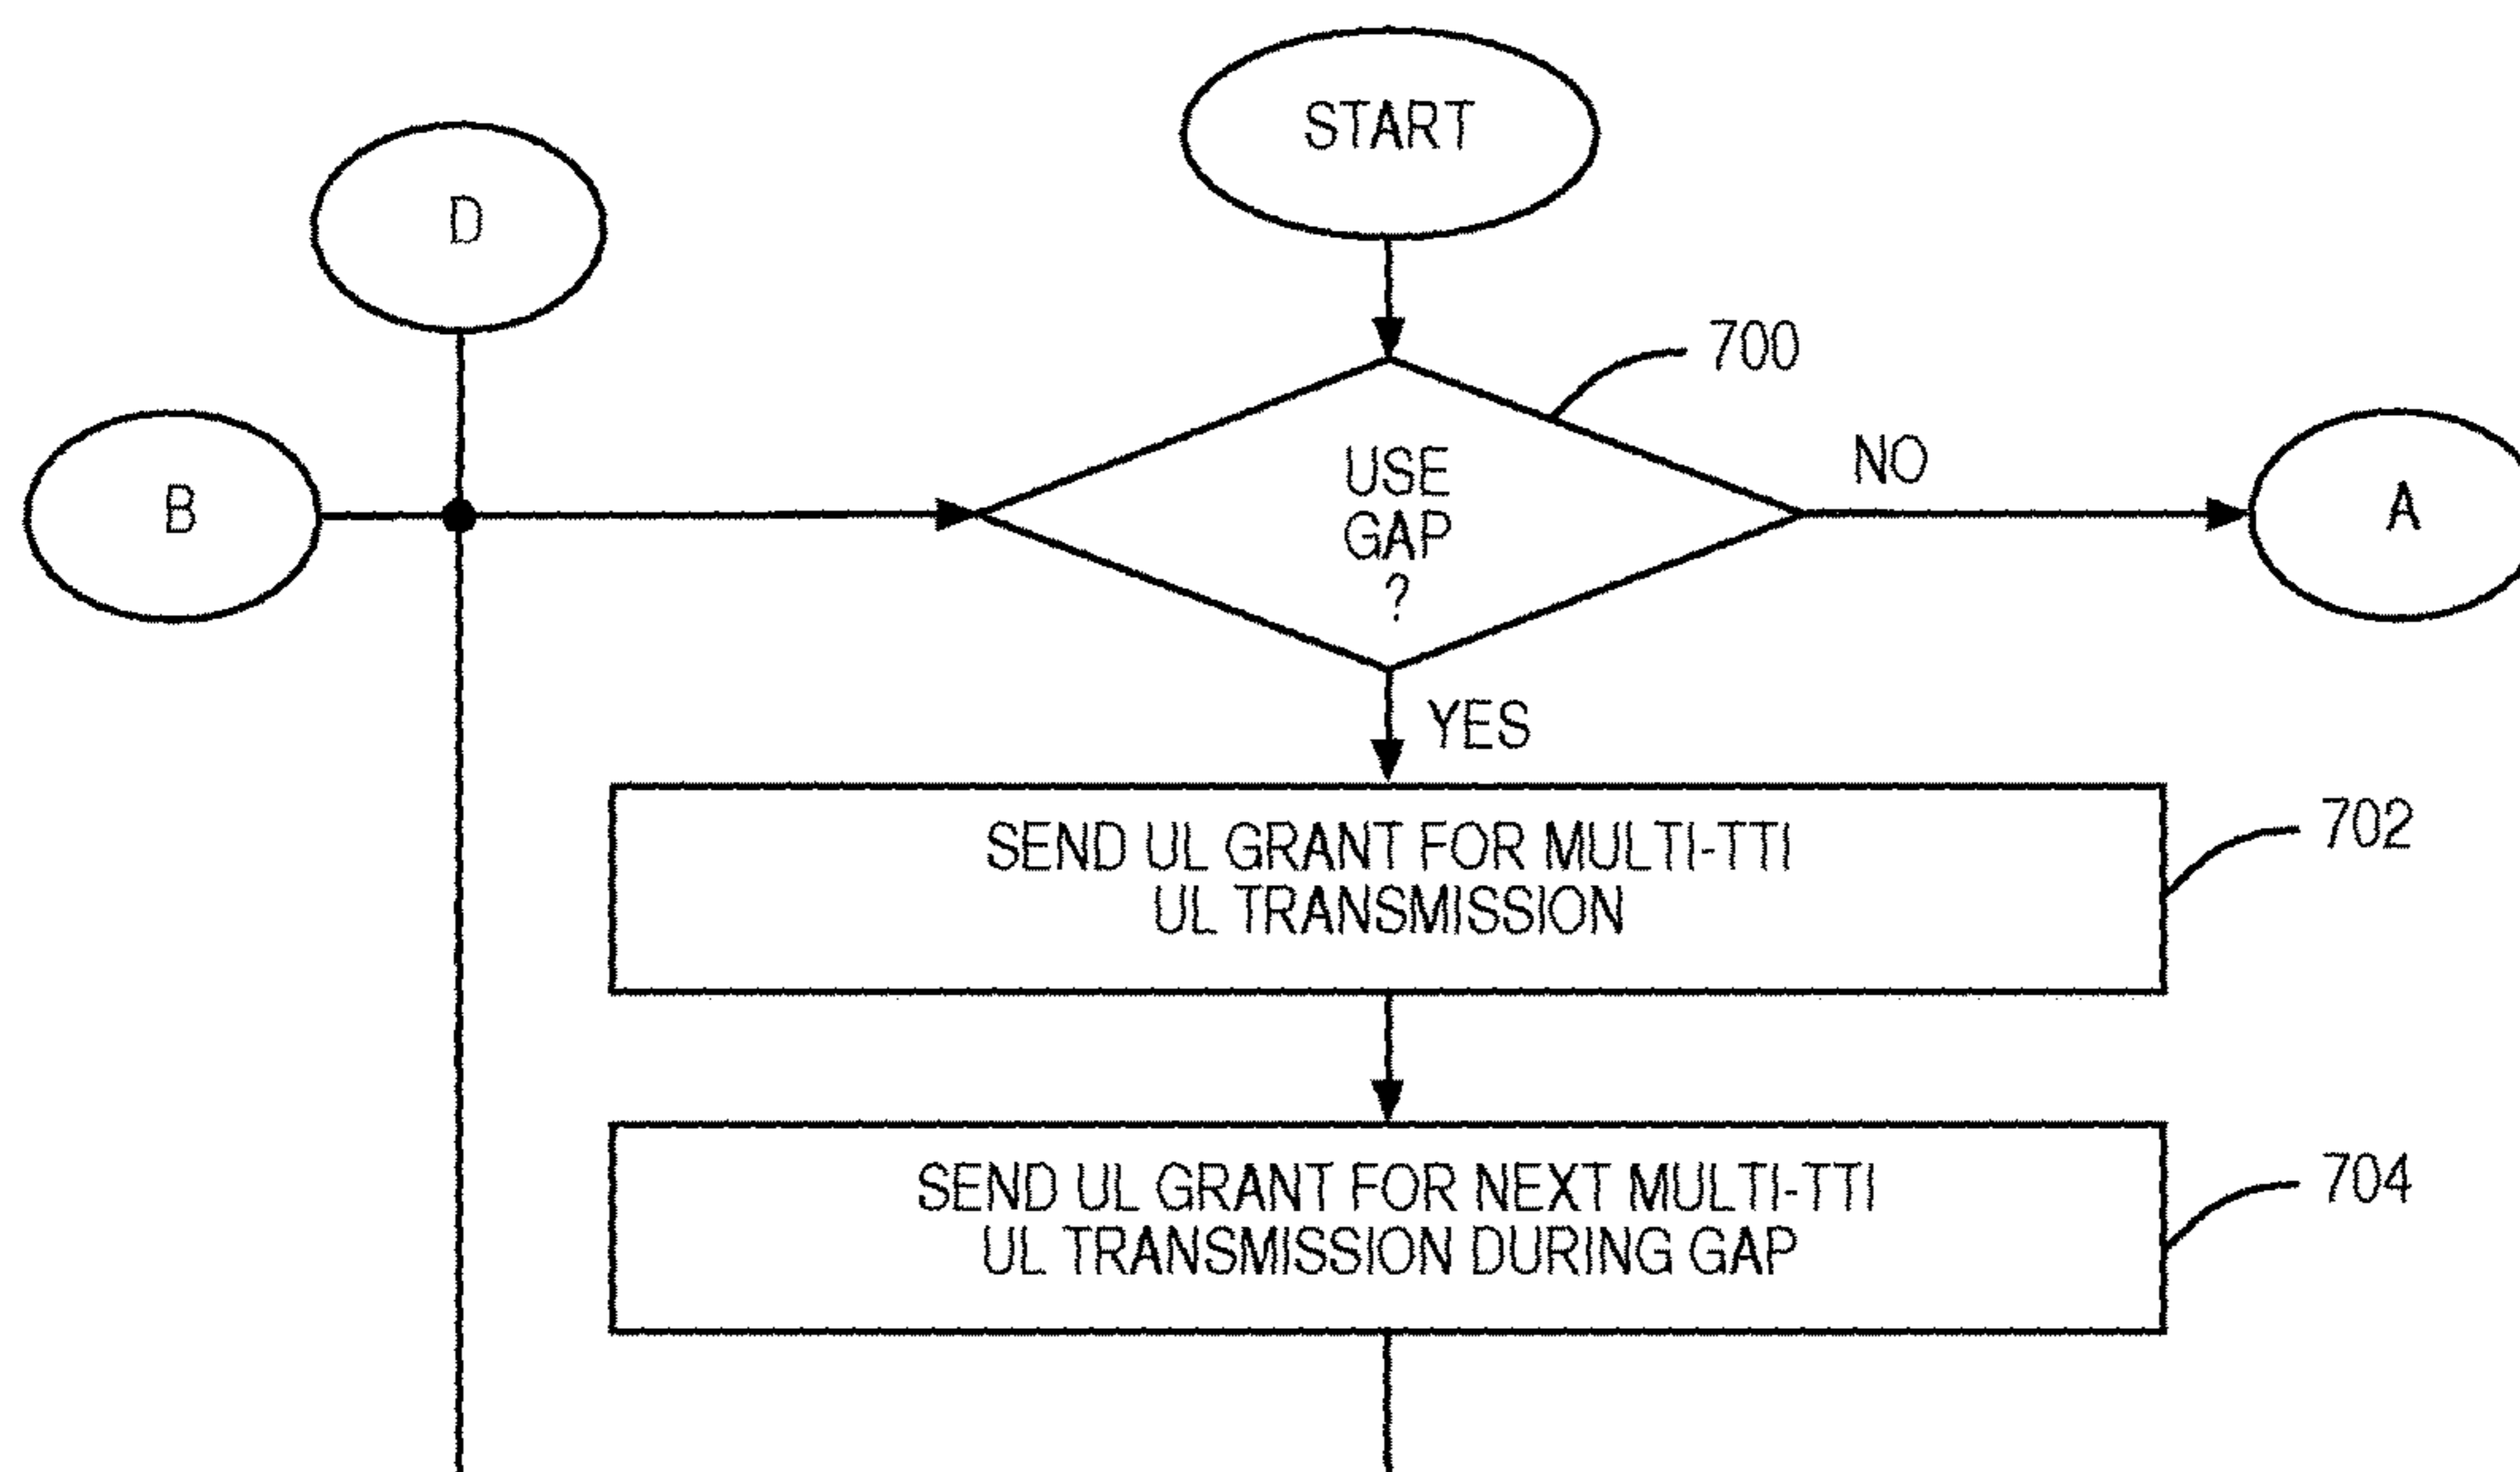 START
D
700
USE
GAP
?
NO
B
A
YES
SEND UL GRANT FOR MULTI-TTI
UL TRANSMISSION
702
SEND UL GRANT FOR NEXT MULTI-TTI
UL TRANSMISSION DURING GAP
704